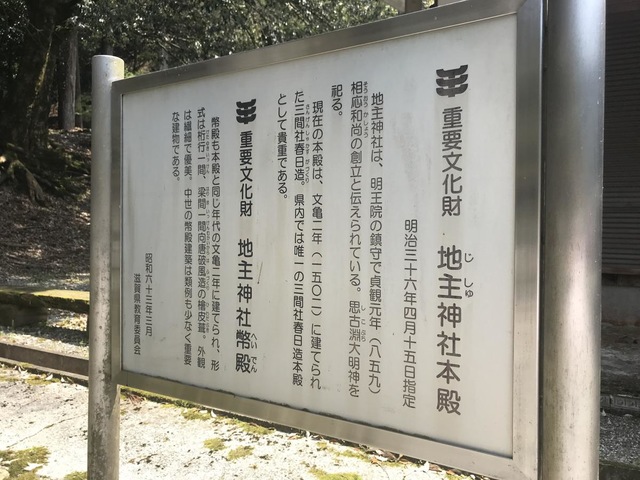 重要文化財 地主神社本殿
じしゅ
明治三十六年四月十五日指定
地主神社は、明王院の鎮守で貞観元年（八五九）
相応和尚の創立と伝えられている。思古淵大明神を
祀る。
現在の本殿は、文亀二年（一五〇二）に建てられ
た三間社春日造。県内では唯一の三間社春日造本殿
として貴重である。
重要文化財 地主神社幣殿
へいでん
幣殿も本殿と同じ年代の文亀二年に建てられ、形
式は桁行一間、梁間一間向唐破風造の檜皮葺。外観
は繊細で優美。中世の幣殿建築は類例も少なく重要
な建物である。
昭和六十三年三月
滋賀県教育委員会